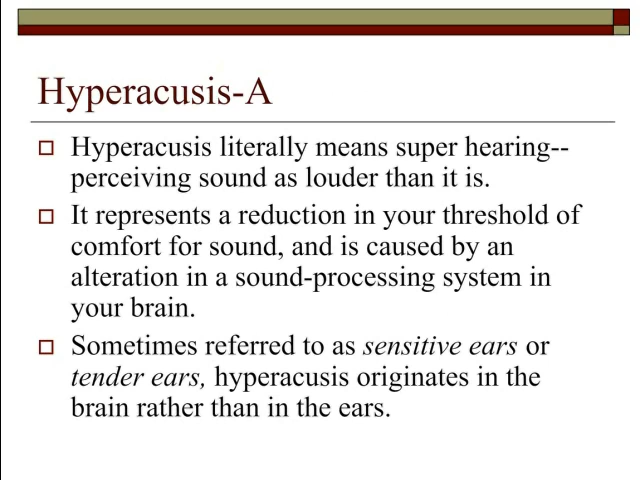 Hyperacusis-A
Hyperacusis literally means super hearing--
perceiving sound as louder than it is.
It represents a reduction in your threshold of
comfort for sound, and is caused by an
alteration in a sound-processing system in
your brain.
Sometimes referred to as sensitive ears or
tender ears, hyperacusis originates in the
brain rather than in the ears.